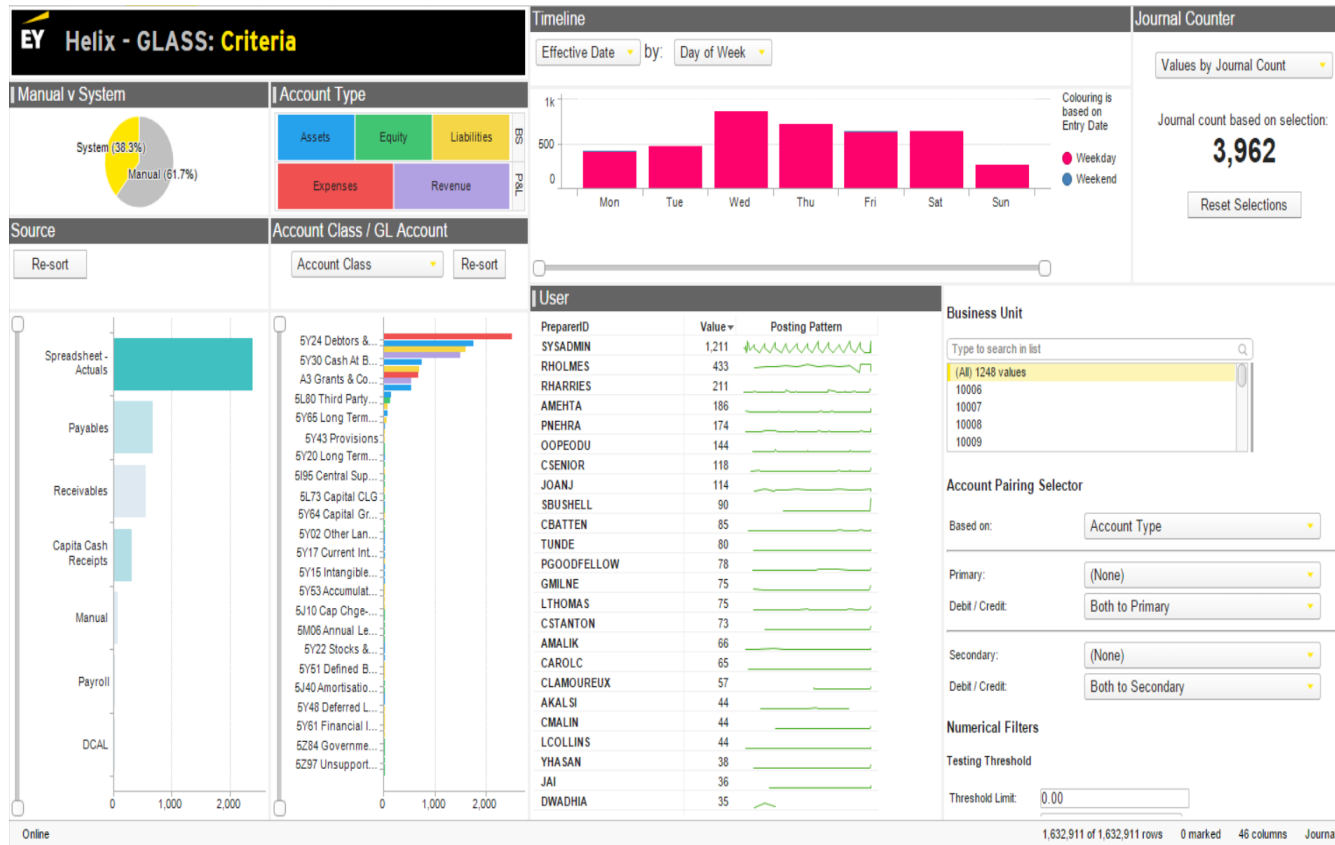 EY Helix - GLASS: Criteria
Manual v System
System (38.3%)
Manual (61.7%)
Account Type
Assets
Equity
Liabilities
BS
Expenses
Revenue
P&L
Timeline
Effective Date by: Day of Week
1k
500
0
Mon Tue Wed Thu Fri Sat Sun
Colouring is
based on
Entry Date
Weekday
Weekend
Journal Counter
Values by Journal Count
Journal count based on selection:
3,962
Reset Selections
Source
Re-sort
Spreadsheet -
Actuals
Payables
Receivables
Capita Cash
Receipts
Manual
Payroll
DCAL
0 1,000 2,000
Account Class / GL Account
Account Class Re-sort
5Y24 Debtors &...
5Y30 Cash At B...
A3 Grants & Co...
5L80 Third Party...
5Y65 Long Term...
5Y43 Provisions
5Y20 Long Term...
5I95 Central Sup...
5L73 Capital CLG
5Y64 Capital Gr...
5Y02 Other Lan...
5Y17 Current Int...
5Y15 Intangible...
5Y53 Accumulat...
5J10 Cap Chge-...
5M06 Annual Le...
5Y22 Stocks &...
5Y51 Defined B...
5J40 Amortisatio...
5Y48 Deferred L...
5Y61 Financial I...
5Z84 Governme...
5Z97 Unsupport...
0 1,000 2,000
User
PreparerID Value Posting Pattern
SYSADMIN 1,211
RHOLMES 433
RHARRIES 211
AMEHTA 186
PNEHRA 174
OOPEODU 144
CSENIOR 118
JOANJ 114
SBUSHELL 90
CBATTEN 85
TUNDE 80
PGOODFELLOW 78
GMILNE 75
LTHOMAS 75
CSTANTON 73
AMALIK 66
CAROLC 65
CLAMOUREUX 57
AKALSI 44
CMALIN 44
LCOLLINS 44
YHASAN 38
JAI 36
DWADHIA 35
Business Unit
Type to search in list
(All) 1248 values
10006
10007
10008
10009
Account Pairing Selector
Based on: Account Type
Primary: (None)
Debit / Credit: Both to Primary
Secondary: (None)
Debit / Credit: Both to Secondary
Numerical Filters
Testing Threshold
Threshold Limit: 0.00
Online
1,632,911 of 1,632,911 rows 0 marked 46 columns Journa